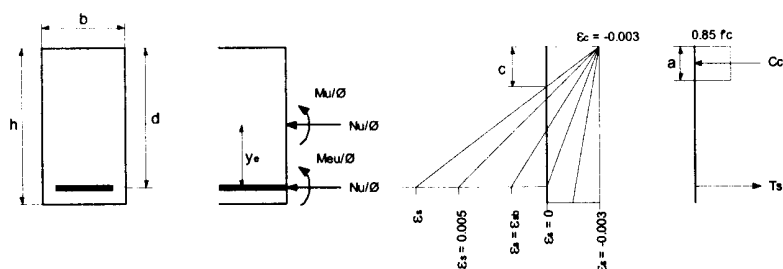 b
h
d
Mu/Ø
Nu/Ø
ye
Meu/Ø
Nu/Ø
εc = -0.003
c
εs
εs = 0.005
εs = εsb
εs = 0
εs = -0.003
0.85 fc
a
Cc
Ts